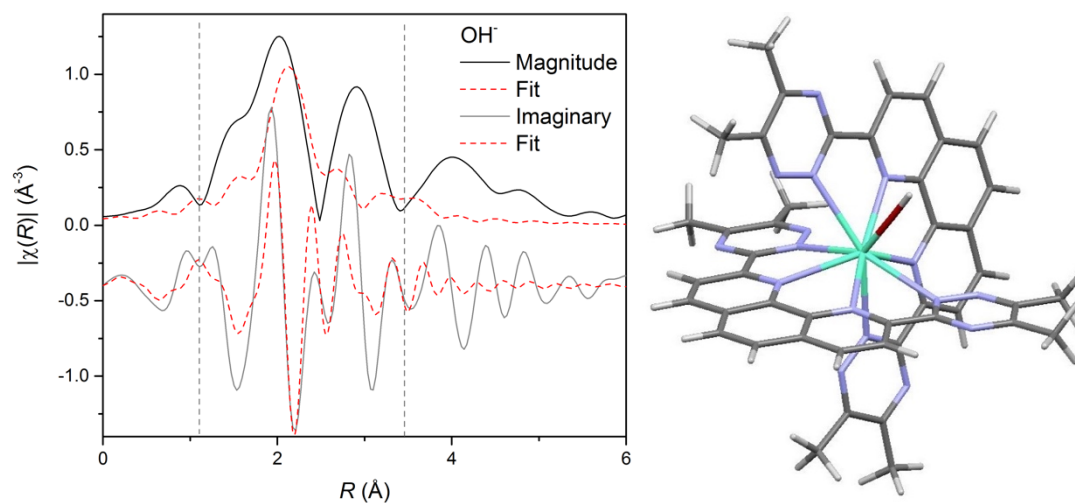 OH⁻
Magnitude
Fit
Imaginary
Fit
|χ(R)| (Å⁻³)
1.0
0.5
0.0
-0.5
-1.0
0
2
4
6
R (Å)